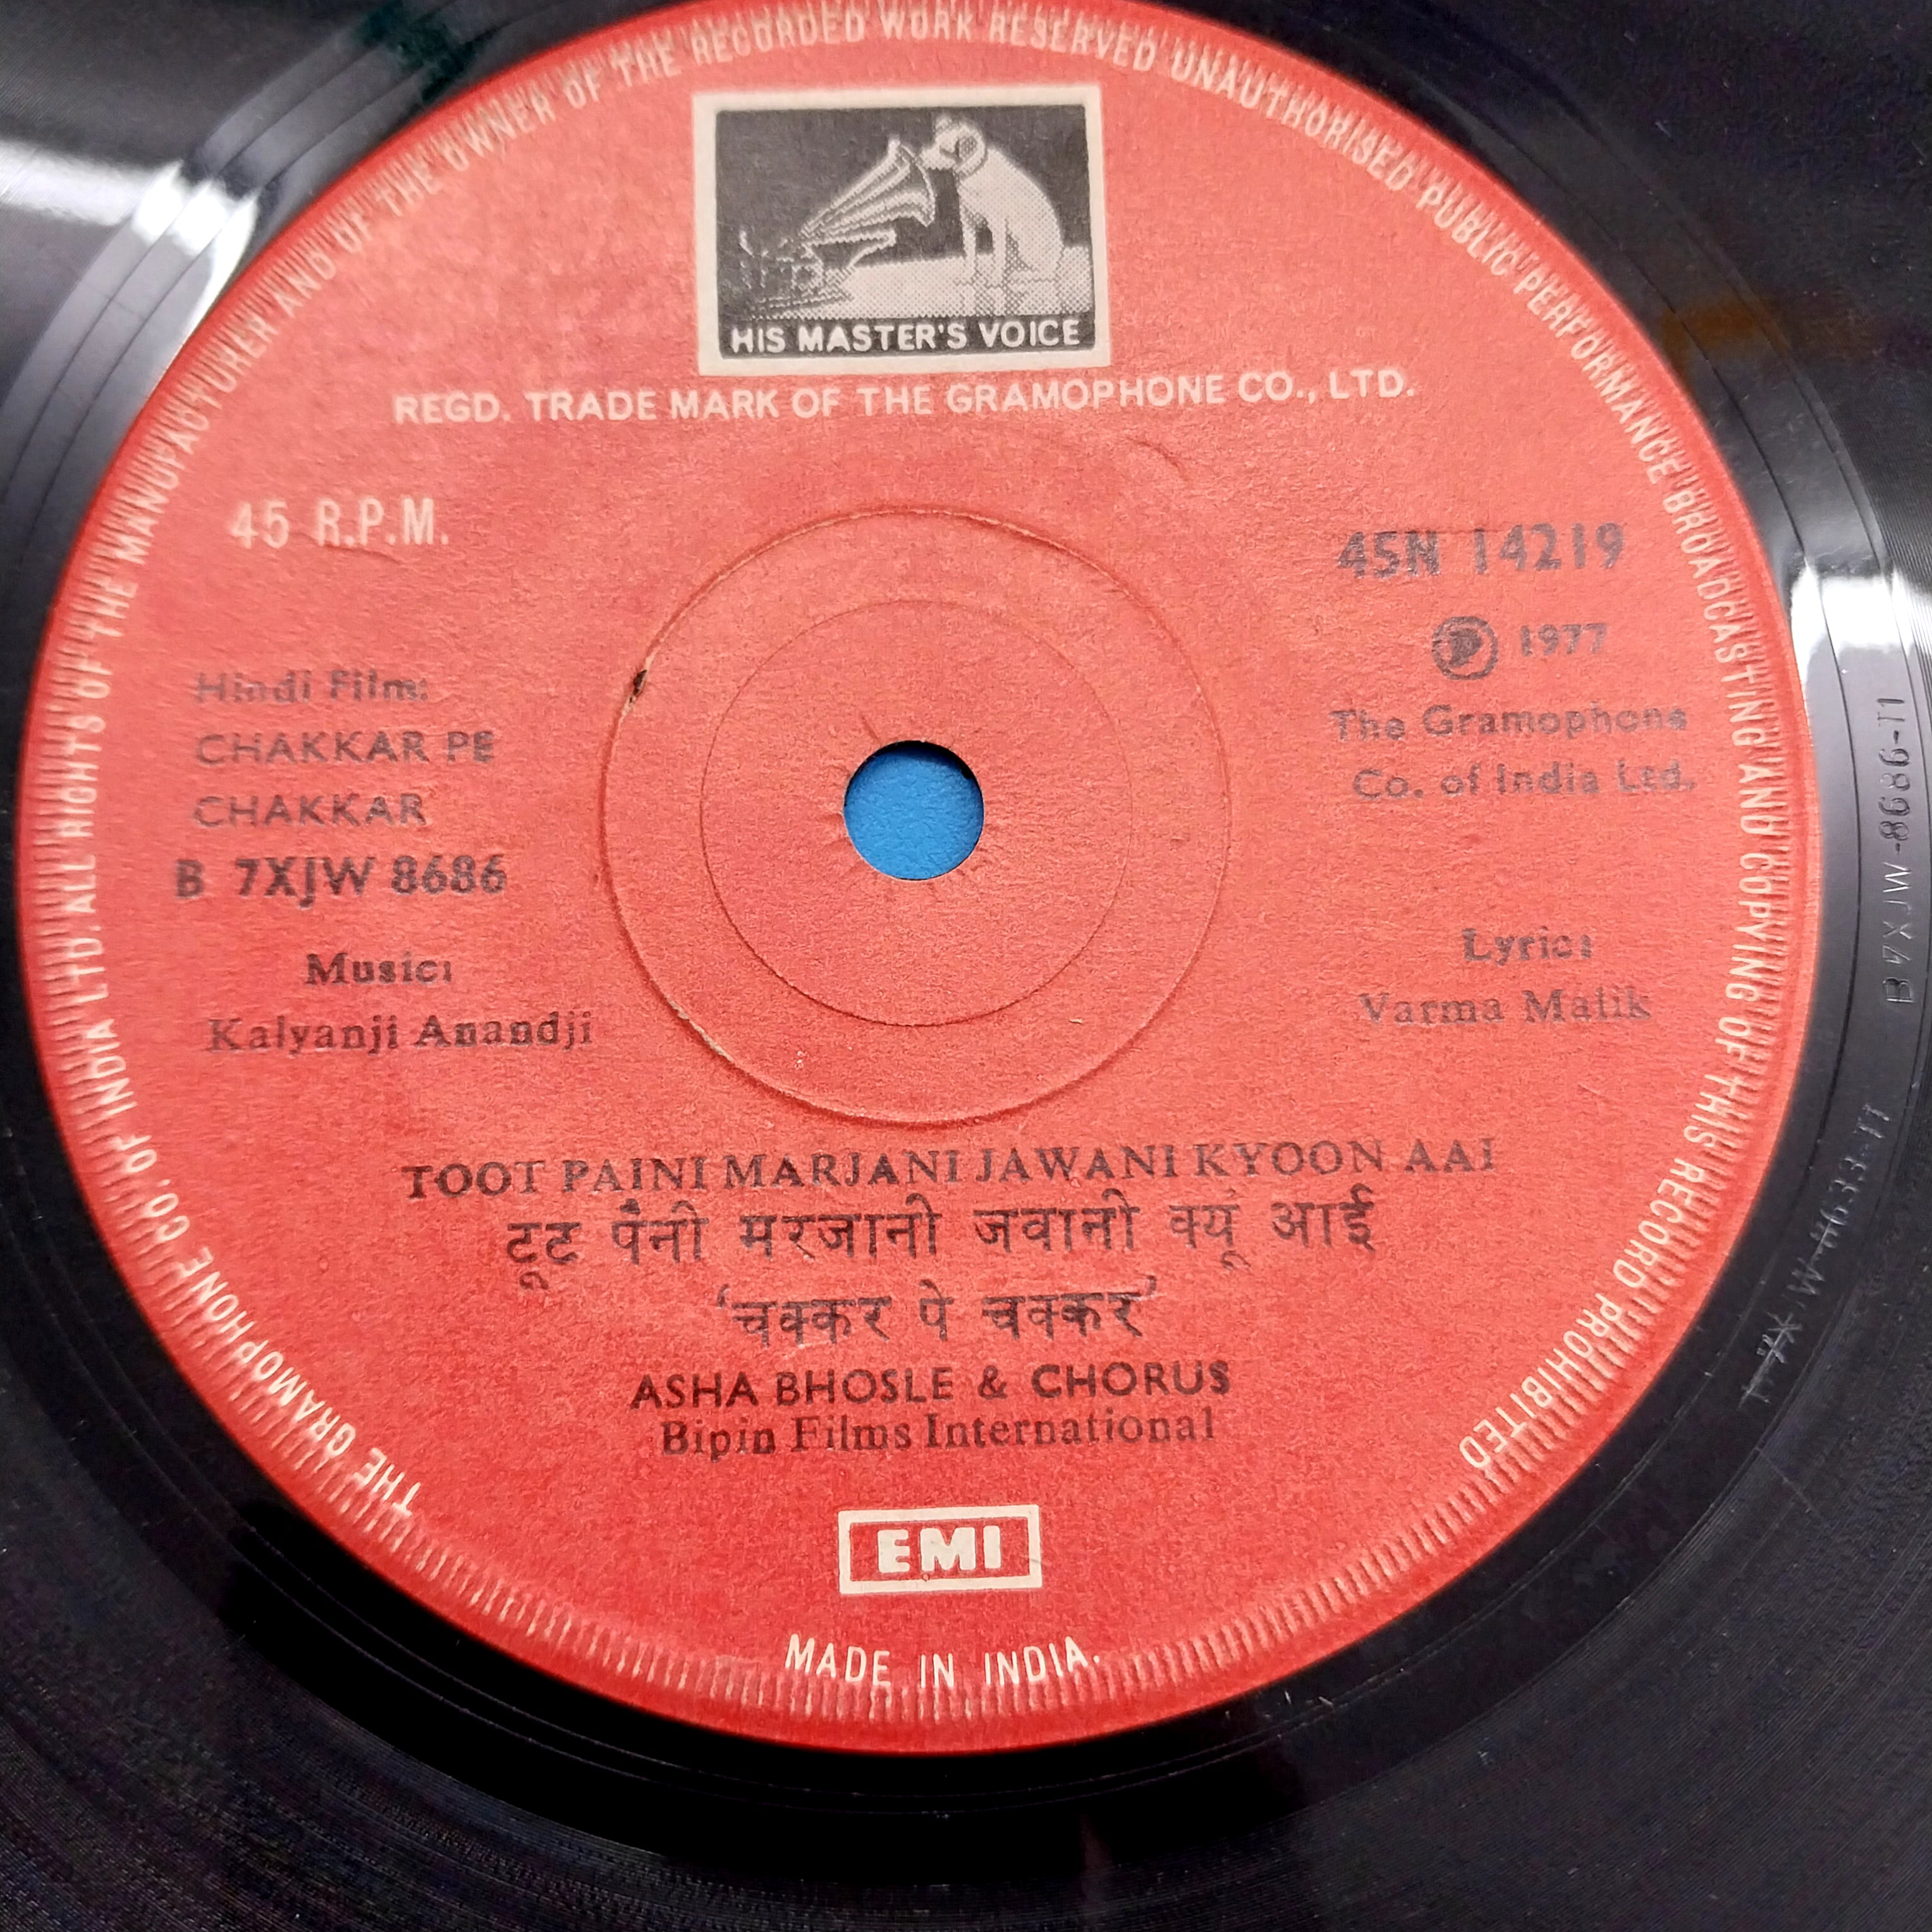 THE GRAMOPHONE CO. OF INDIA LTD. ALL RIGHTS OF THE MANUFACTURER AND OF THE OWNER OF THE RECORDED WORK RESERVED UNAUTHORISED PUBLIC PERFORMANCE BROADCASTING AND COPYING OF THIS RECORD PROHIBITED
HIS MASTER'S VOICE
REGD. TRADE MARK OF THE GRAMOPHONE CO., LTD.
45 R.P.M.
45N 14219
Ⓟ 1977
The Gramophone
Co. of India Ltd.
Hindi Film:
CHAKKAR PE
CHAKKAR
B 7XJW 8686
Music:
Kalyanji Anandji
Lyric:
Varma Malik
TOOT PAINI MARJANI JAWANI KYOON AAI
टूट पैंनी मरजानी जवानी क्यूं आई
'चक्कर पे चक्कर'
ASHA BHOSLE & CHORUS
Bipin Films International
EMI
MADE IN INDIA.
B 7XJW-8686-1T